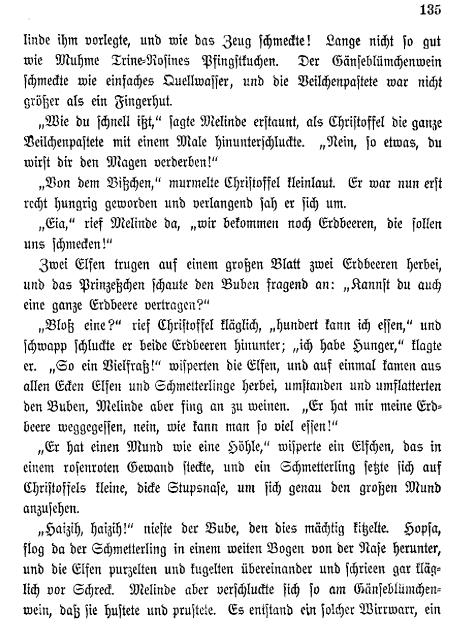 135
linde ihm vorlegte, und wie das Zeug schmeckte! Lange nicht so gut
wie Muhme Trine-Rosines Pfingstkuchen. Der Gänseblümchenwein
schmeckte wie einfaches Quellwasser, und die Veilchenpastete war nicht
größer als ein Fingerhut.
„Wie du schnell ißt,“ sagte Melinde erstaunt, als Christoffel die ganze
Veilchenpastete mit einem Male hinunterschluckte. „Nein, so etwas, du
wirst dir den Magen verderben!“
„Von dem Bißchen,“ murmelte Christoffel kleinlaut. Er war nun erst
recht hungrig geworden und verlangend sah er sich um.
„Eia,“ rief Melinde da, „wir bekommen noch Erdbeeren, die sollen
uns schmecken!“
Zwei Elfen trugen auf einem großen Blatt zwei Erdbeeren herbei,
und das Prinzeßchen schaute den Buben fragend an: „Kannst du auch
eine ganze Erdbeere vertragen?“
„Bloß eine?“ rief Christoffel kläglich, „hundert kann ich essen,“ und
schwapp schluckte er beide Erdbeeren hinunter; „ich habe Hunger,“ klagte
er. „So ein Vielfraß!“ wisperten die Elfen, und auf einmal kamen aus
allen Ecken Elfen und Schmetterlinge herbei, umstanden und umflatterten
den Buben, Melinde aber fing an zu weinen. „Er hat mir meine Erd-
beere weggegessen, nein, wie kann man so viel essen!“
„Er hat einen Mund wie eine Höhle,“ wisperte ein Elfchen, das in
einem rosenroten Gewand steckte, und ein Schmetterling setzte sich auf
Christoffels kleine, dicke Stupsnase, um sich genau den großen Mund
anzusehen.
„Haizih, haizih!“ nieste der Bube, den dies mächtig kitzelte. Hopsa,
flog da der Schmetterling in einem weiten Bogen von der Nase herunter,
und die Elfen purzelten und kugelten übereinander und schrieen gar kläg-
lich vor Schreck. Melinde aber verschluckte sich so am Gänseblümchen-
wein, daß sie hustete und prustete. Es entstand ein solcher Wirrwarr, ein